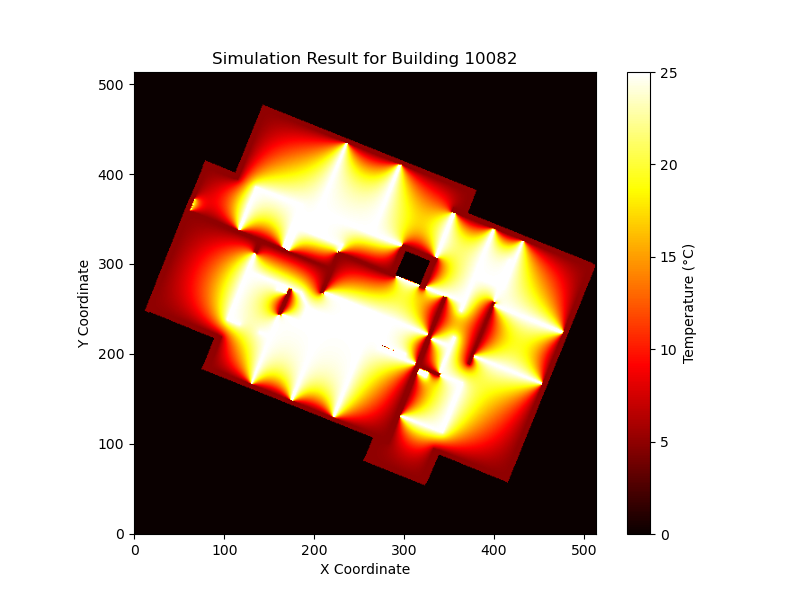 Simulation Result for Building 10082
500
400
300
200
100
0
Y Coordinate
0 100 200 300 400 500
X Coordinate
25
20
15
10
5
0
Temperature (°C)